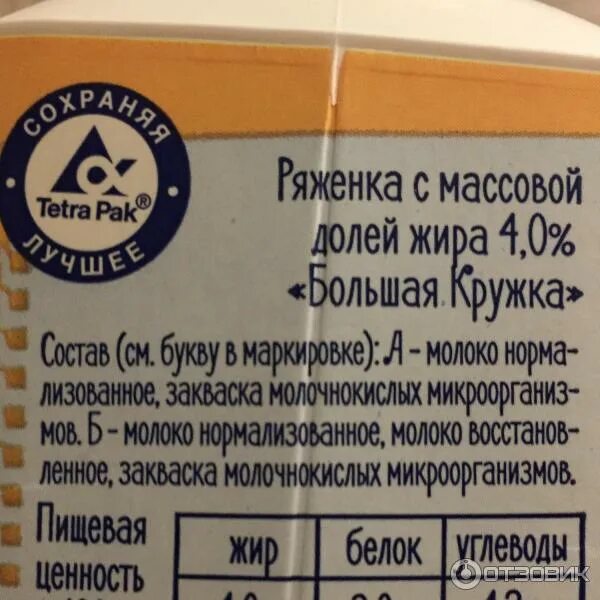 СОХРАНЯЯ
Tetra Pak®
ЛУЧШЕЕ
Ряженка с массовой
долей жира 4,0%
«Большая Кружка»
Состав (см. букву в маркировке): А – молоко норма-
лизованное, закваска молочнокислых микроорганиз-
мов. Б – молоко нормализованное, молоко восстанов-
ленное, закваска молочнокислых микроорганизмов.
Пищевая
ценность
жир белок углеводы
ОТЗОВИК